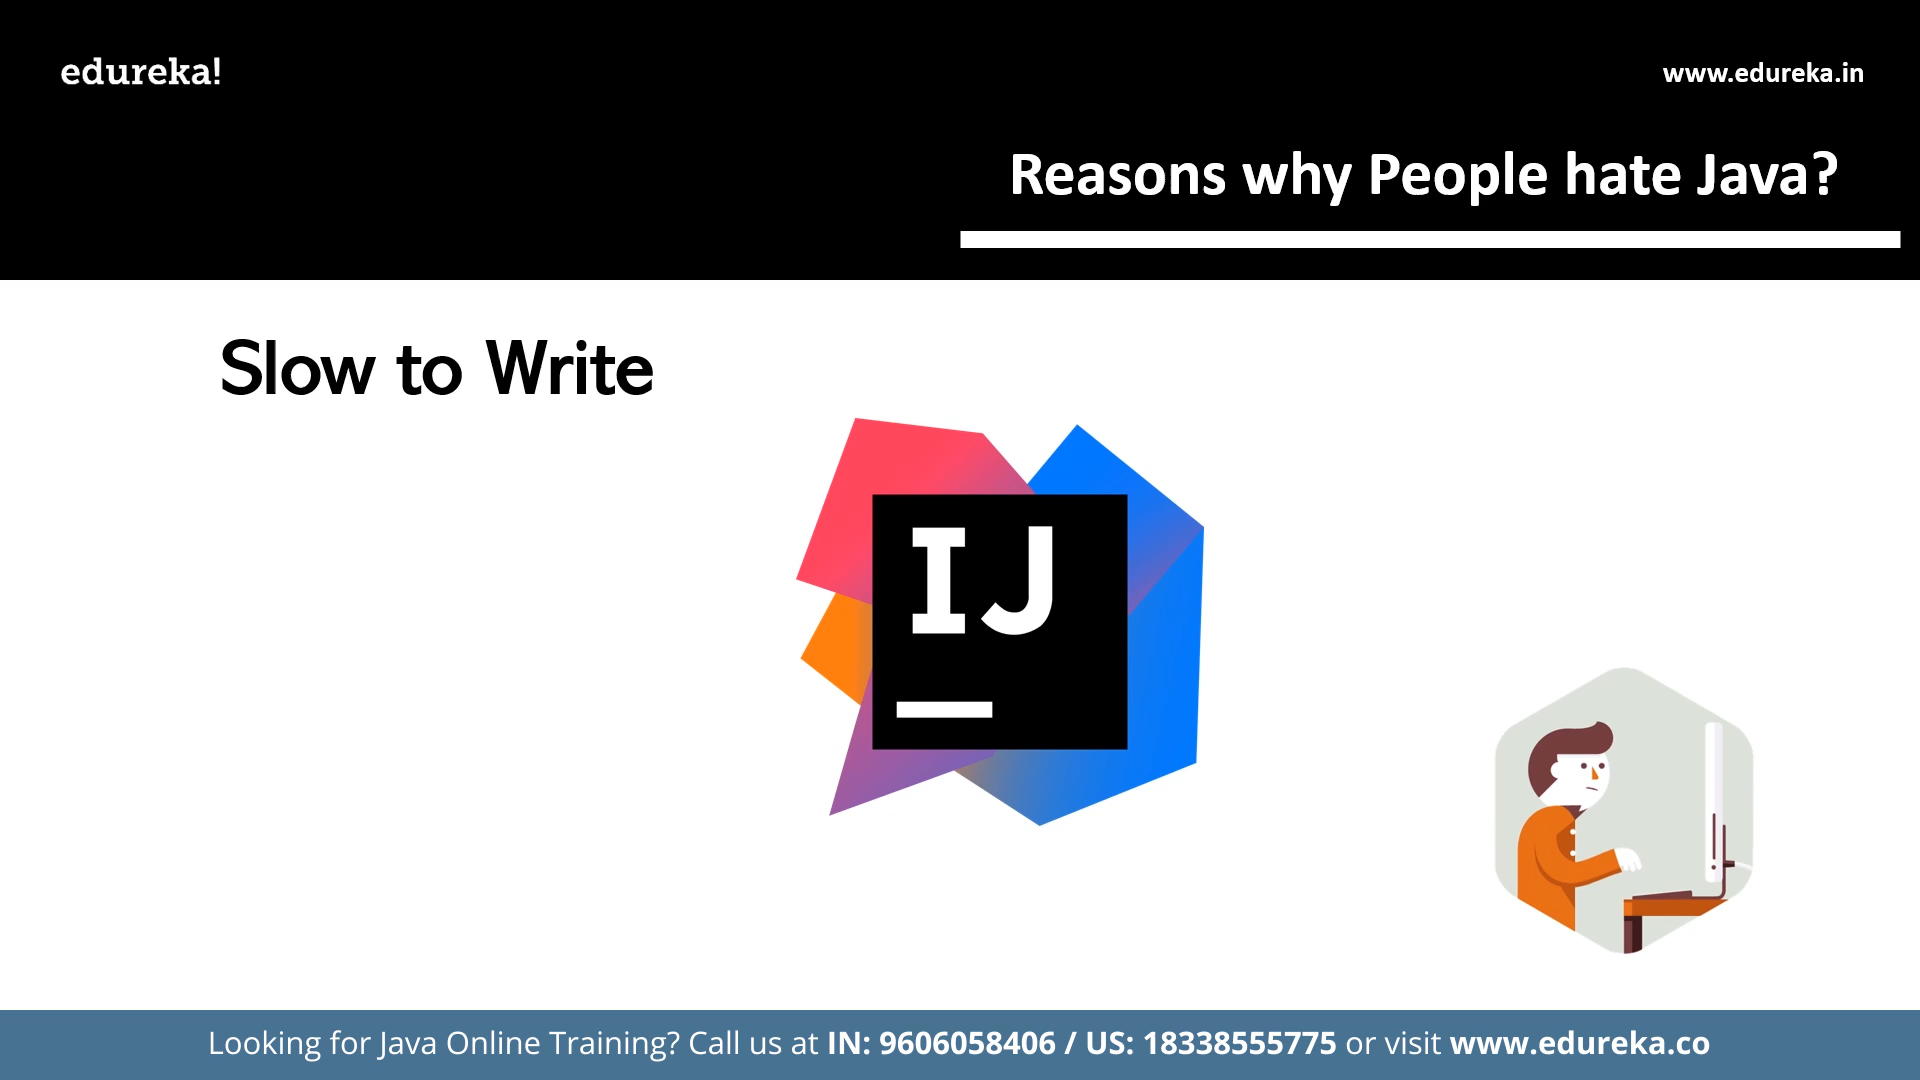 edureka!
www.edureka.in
Reasons why People hate Java?
Slow to Write
IJ
Looking for Java Online Training? Call us at IN: 9606058406 / US: 18338555775 or visit www.edureka.co